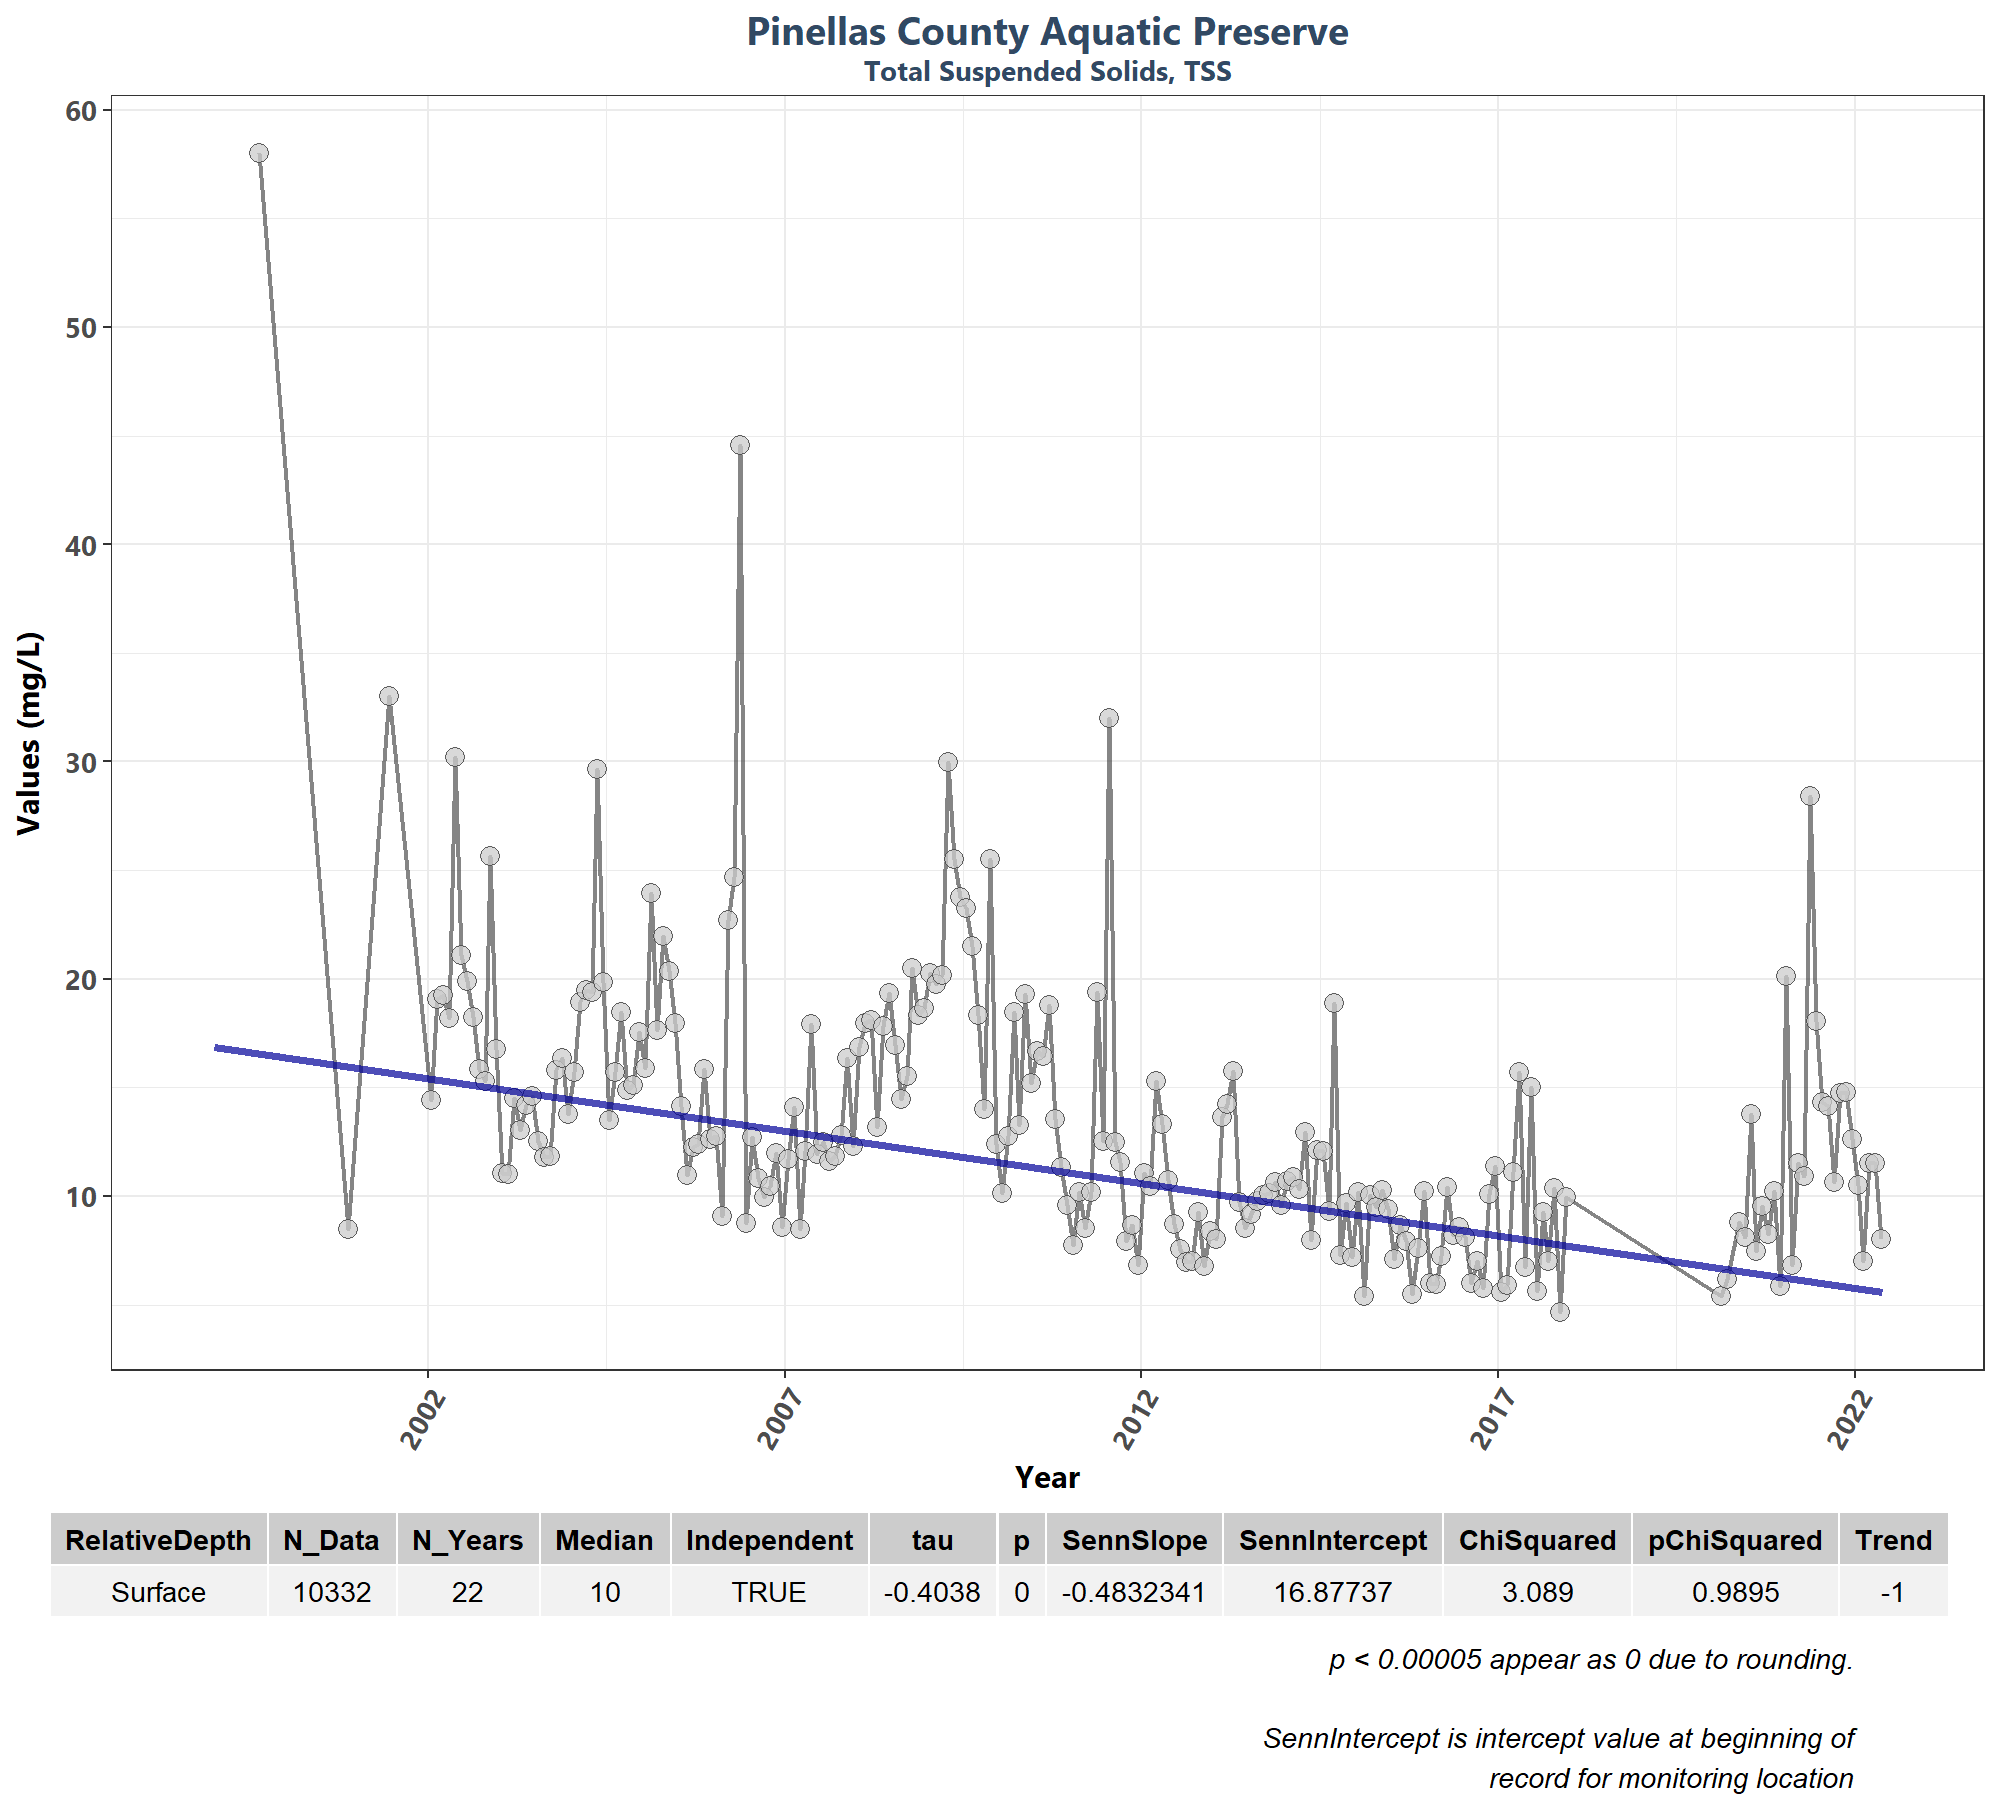 Pinellas County Aquatic Preserve
Total Suspended Solids, TSS
60
50
40
30
20
10
Values (mg/L)
2002
2007
2012
2017
2022
Year
RelativeDepth N_Data N_Years Median Independent tau p SennSlope SennIntercept ChiSquared pChiSquared Trend
Surface 10332 22 10 TRUE -0.4038 0 -0.4832341 16.87737 3.089 0.9895 -1
p < 0.00005 appear as 0 due to rounding.
SennIntercept is intercept value at beginning of
record for monitoring location